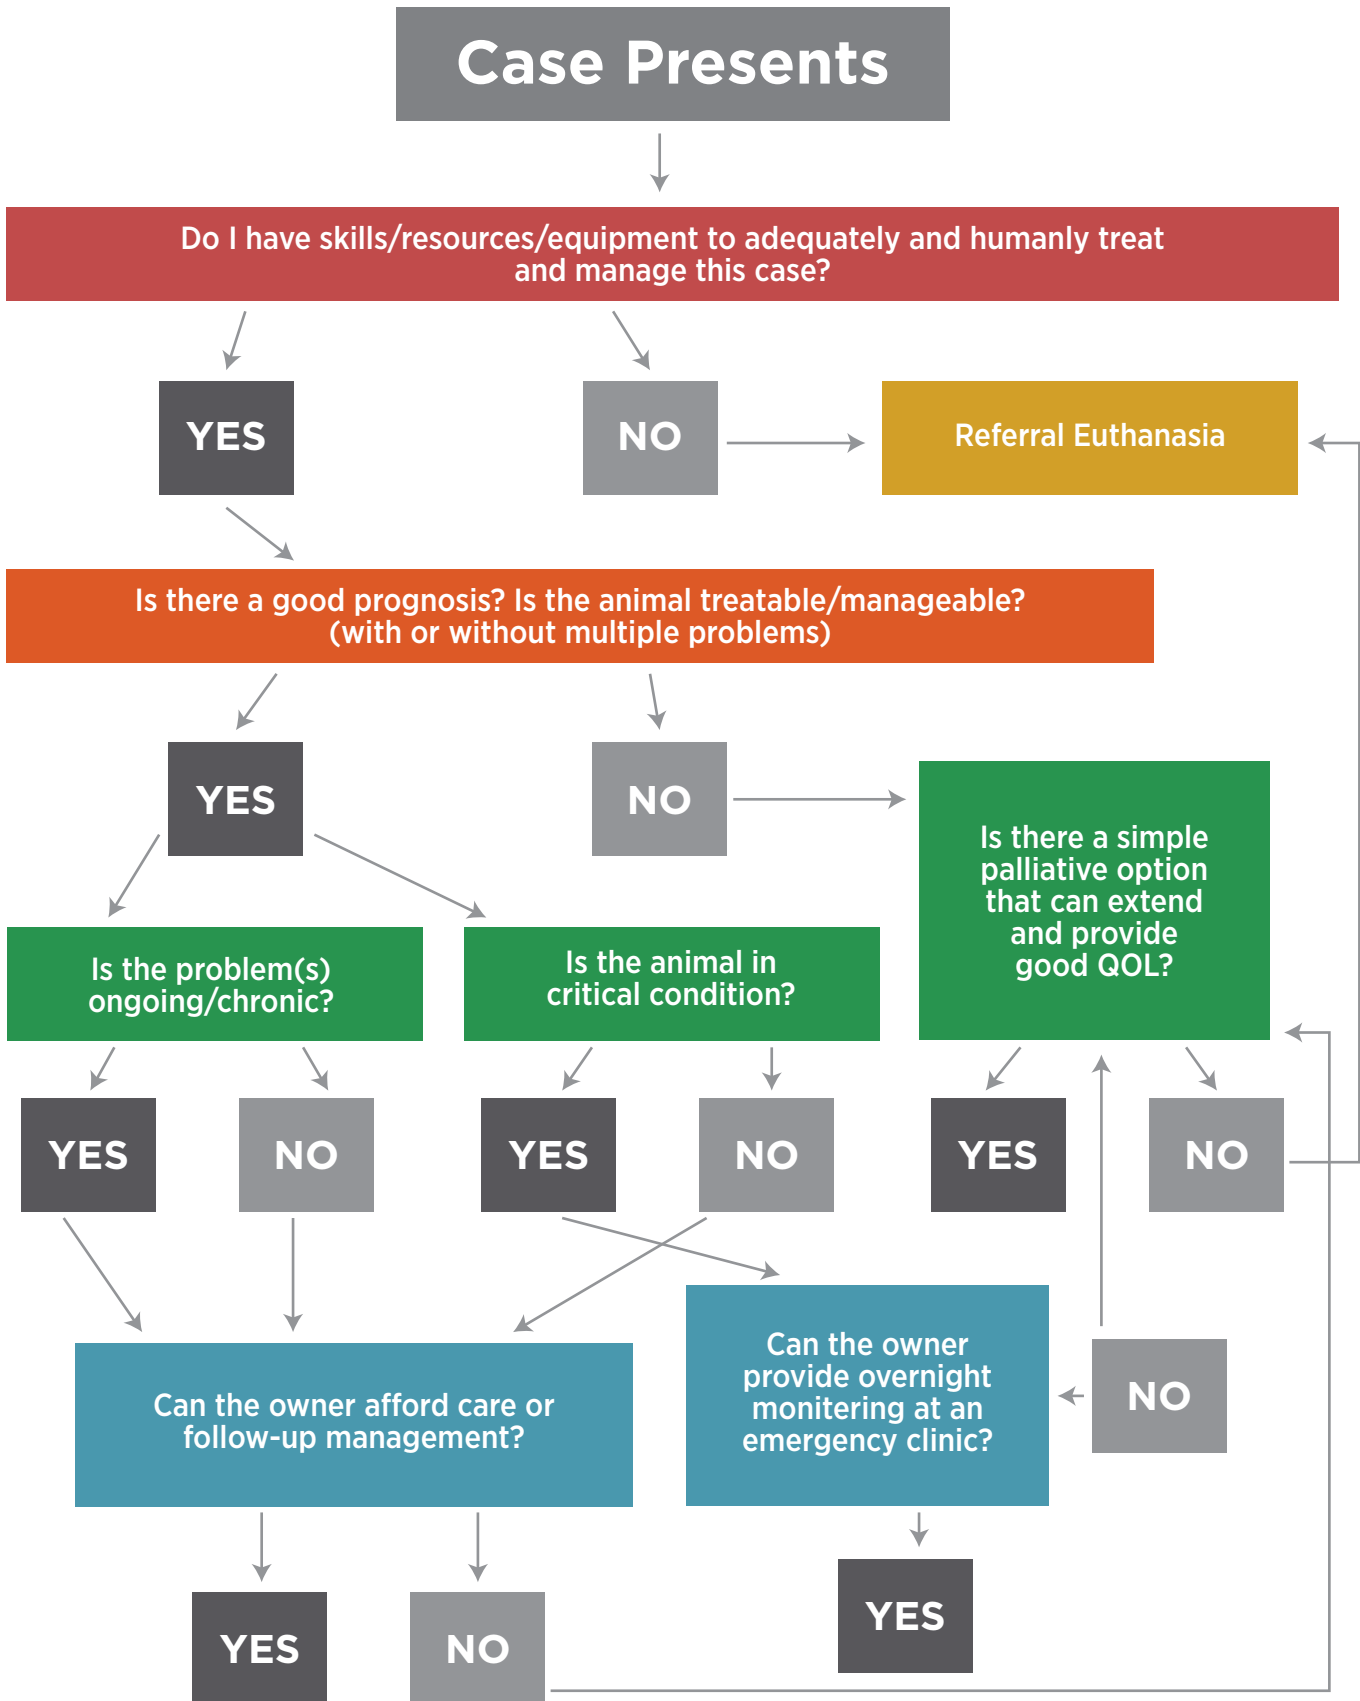 Case Presents
Do I have skills/resources/equipment to adequately and humanly treat
and manage this case?
YES
NO
Referral Euthanasia
Is there a good prognosis? Is the animal treatable/manageable?
(with or without multiple problems)
YES
NO
Is there a simple
palliative option
that can extend
and provide
good QOL?
Is the problem(s)
ongoing/chronic?
Is the animal in
critical condition?
YES
NO
YES
NO
YES
NO
Can the owner afford care or
follow-up management?
Can the owner
provide overnight
monitering at an
emergency clinic?
NO
YES
NO
YES